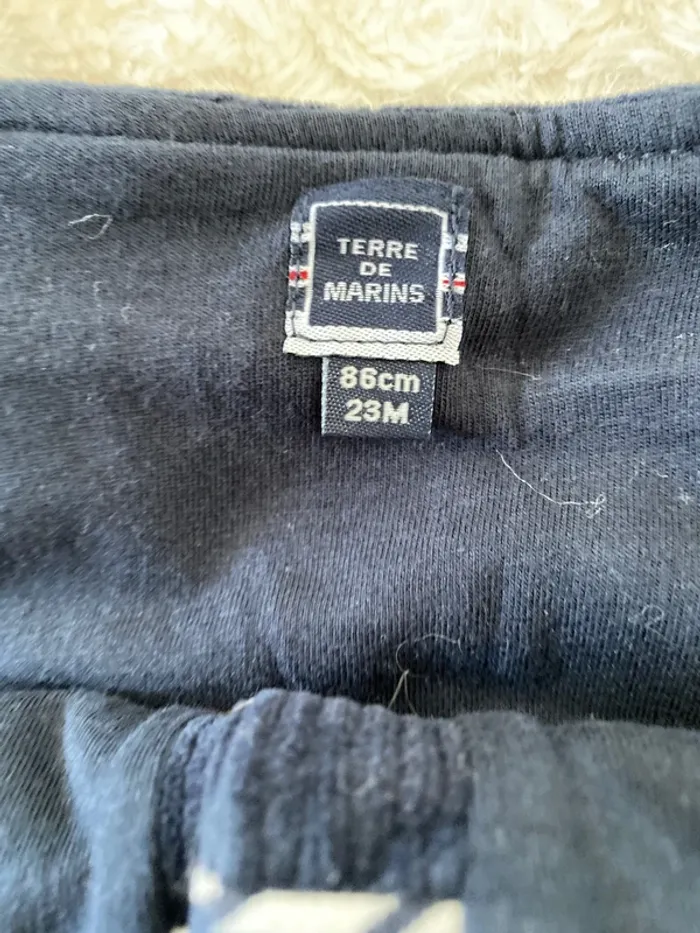 TERRE
DE
MARINS
86cm
23M